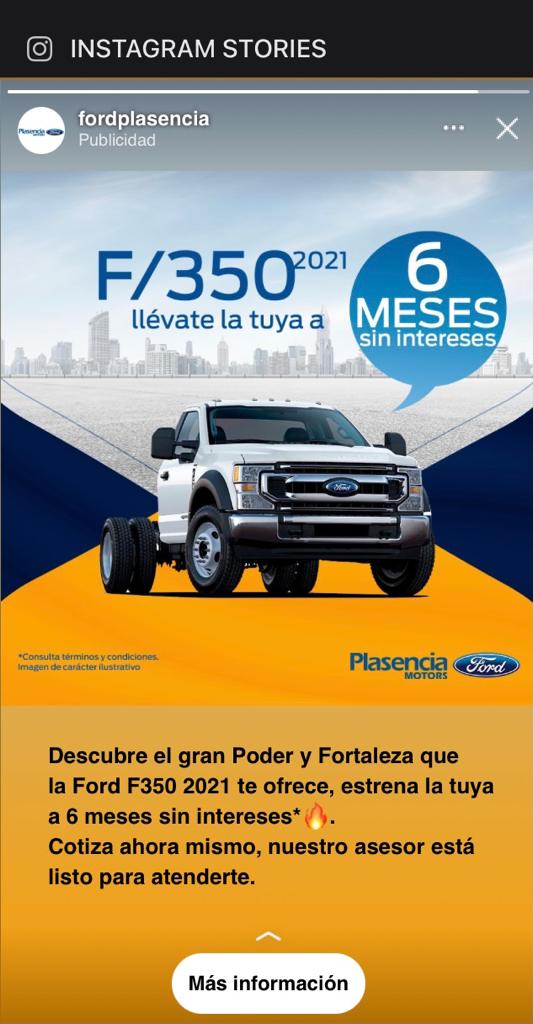 INSTAGRAM STORIES
Plasencia Ford
fordplasencia
Publicidad
F/350 2021
llévate la tuya a
6
MESES
sin intereses
Ford
*Consulta términos y condiciones.
Imagen de carácter ilustrativo
Plasencia
MOTORS
Ford
Descubre el gran Poder y Fortaleza que
la Ford F350 2021 te ofrece, estrena la tuya
a 6 meses sin intereses*🔥.
Cotiza ahora mismo, nuestro asesor está
listo para atenderte.
Más información